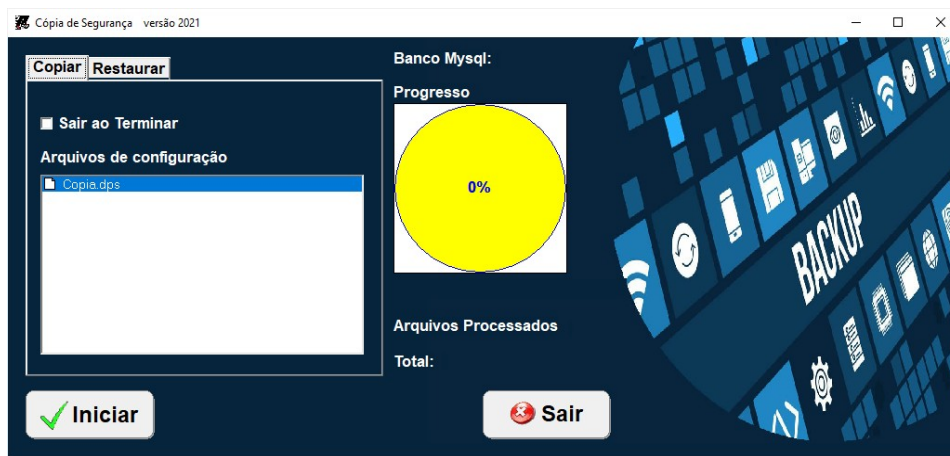 Cópia de Segurança versão 2021
Copiar Restaurar
Sair ao Terminar
Arquivos de configuração
Copia.dps
Banco Mysql:
Progresso
0%
Arquivos Processados
Total:
Iniciar
Sair
BACKUP